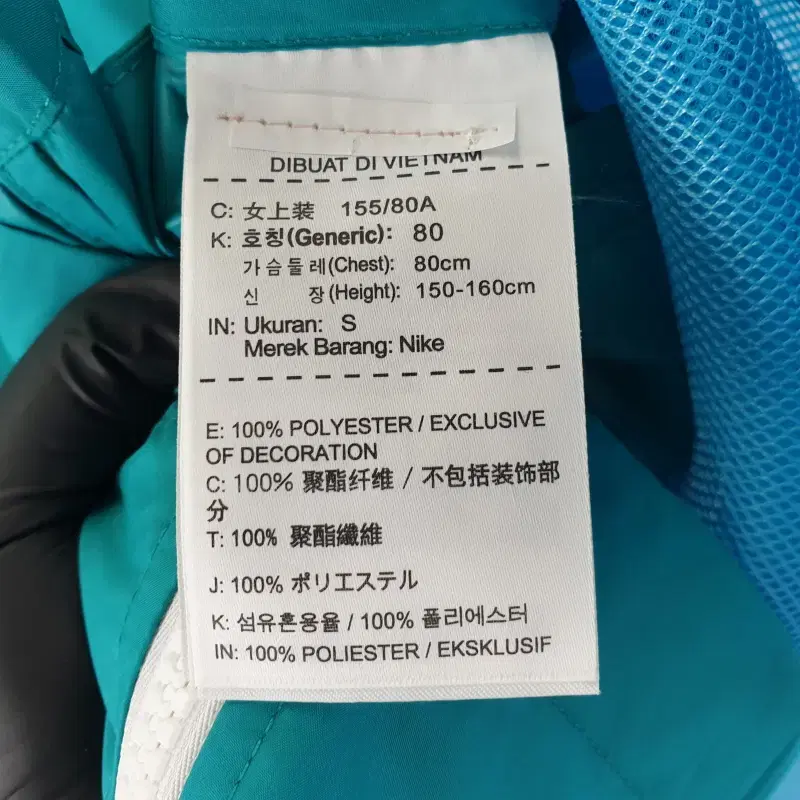 DIBUAT DI VIETNAM
C: 女上装 155/80A
K: 호칭(Generic): 80
가슴둘레(Chest): 80cm
신 장(Height): 150-160cm
IN: Ukuran: S
Merek Barang: Nike
E: 100% POLYESTER / EXCLUSIVE
OF DECORATION
C: 100% 聚酯纤维 / 不包括装饰部
分
T: 100% 聚酯纖維
J: 100% ポリエステル
K: 섬유혼용율 / 100% 폴리에스터
IN: 100% POLIESTER / EKSKLUSIF